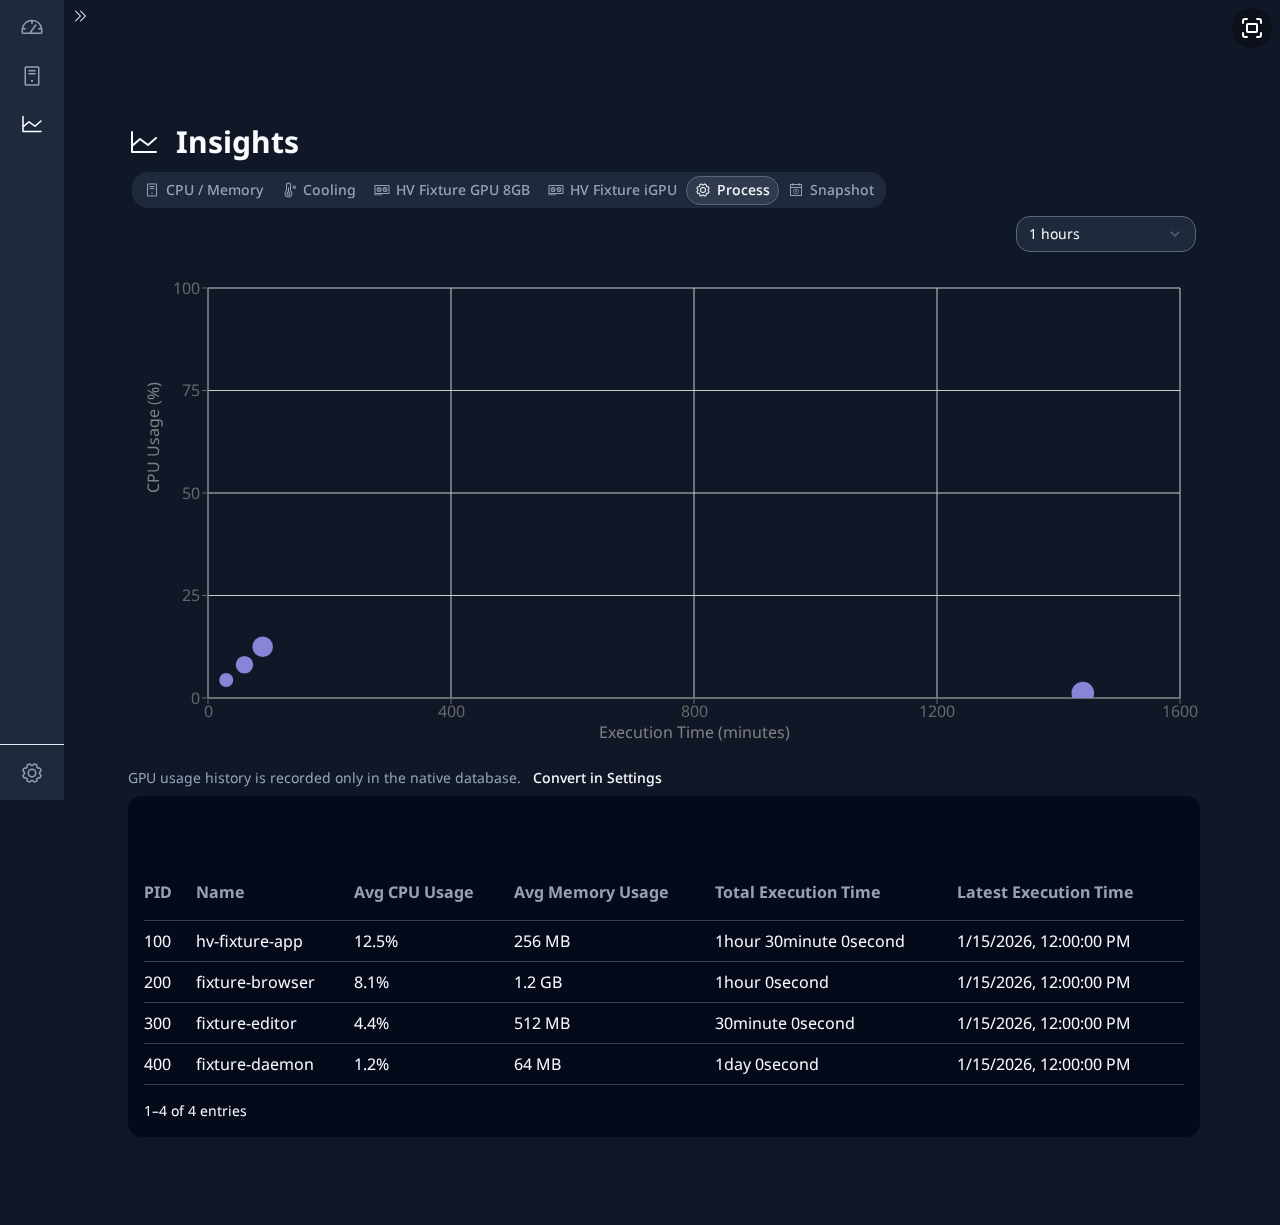 Insights
CPU / Memory Cooling HV Fixture GPU 8GB HV Fixture iGPU Process Snapshot
1 hours
100
75
50
25
0
CPU Usage (%)
0 400 800 1200 1600
Execution Time (minutes)
GPU usage history is recorded only in the native database. Convert in Settings
PID Name Avg CPU Usage Avg Memory Usage Total Execution Time Latest Execution Time
100 hv-fixture-app 12.5% 256 MB 1hour 30minute 0second 1/15/2026, 12:00:00 PM
200 fixture-browser 8.1% 1.2 GB 1hour 0second 1/15/2026, 12:00:00 PM
300 fixture-editor 4.4% 512 MB 30minute 0second 1/15/2026, 12:00:00 PM
400 fixture-daemon 1.2% 64 MB 1day 0second 1/15/2026, 12:00:00 PM
1–4 of 4 entries